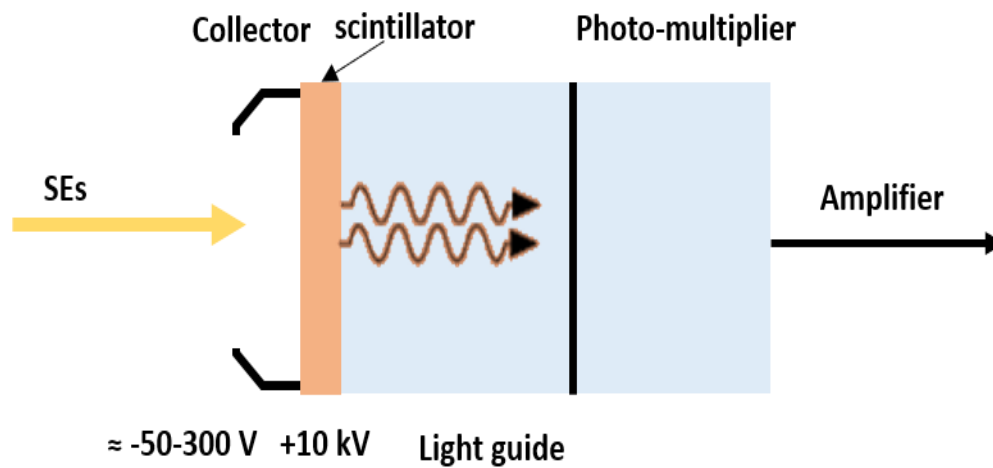 Collector scintillator Photo-multiplier
SEs
Amplifier
≈ -50-300 V +10 kV Light guide